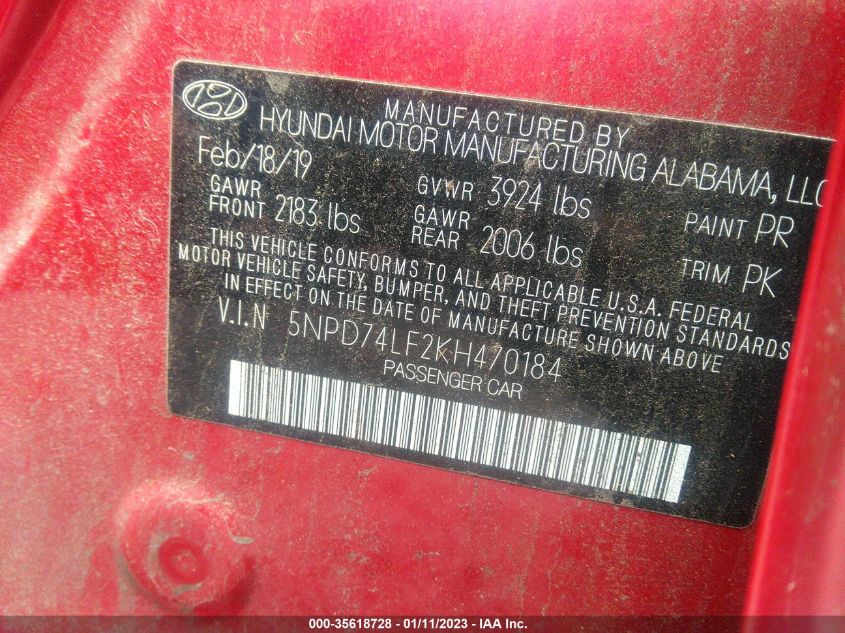 MANUFACTURED BY
HYUNDAI MOTOR MANUFACTURING ALABAMA, LLC
Feb/18/19
GVWR 3924 lbs
PAINT PR
GAWR FRONT 2183 lbs
GAWR REAR 2006 lbs
TRIM PK
THIS VEHICLE CONFORMS TO ALL APPLICABLE U.S.A. FEDERAL
MOTOR VEHICLE SAFETY, BUMPER, AND THEFT PREVENTION STANDARDS
IN EFFECT ON THE DATE OF MANUFACTURE SHOWN ABOVE
V.I.N 5NPD74LF2KH470184
PASSENGER CAR
000-35618728 - 01/11/2023 - IAA Inc.